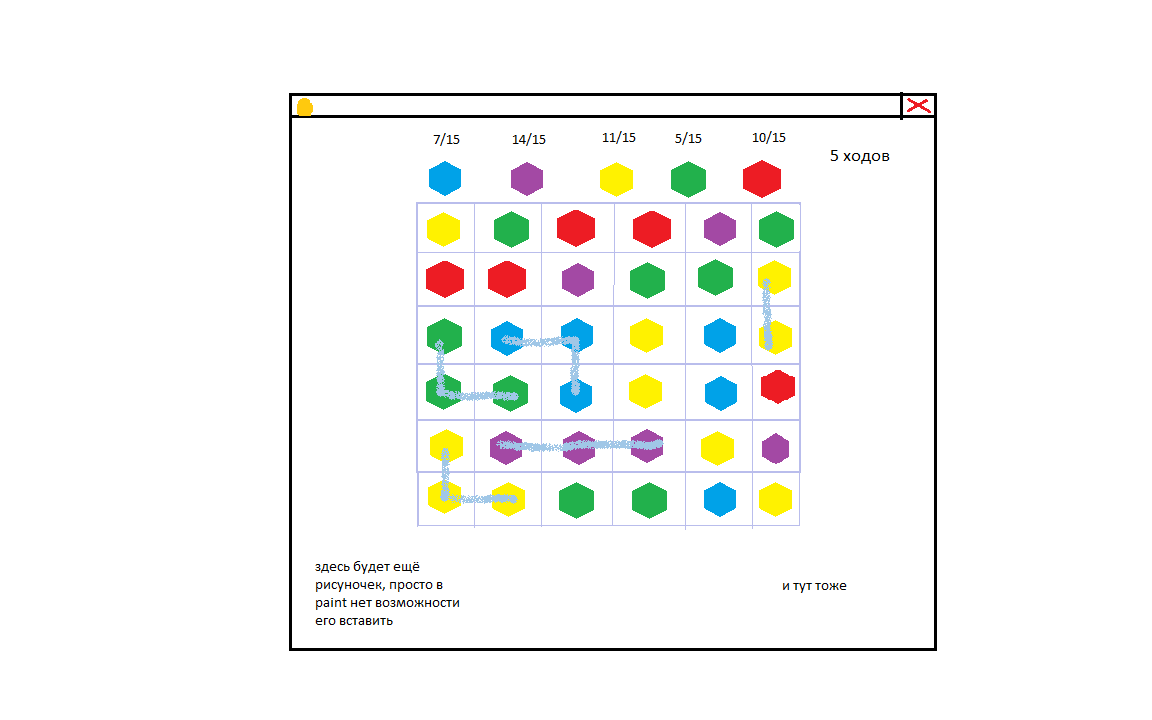 7/15 14/15 11/15 5/15 10/15
5 ходов
здесь будет ещё
рисуночек, просто в
paint нет возможности
его вставить
и тут тоже